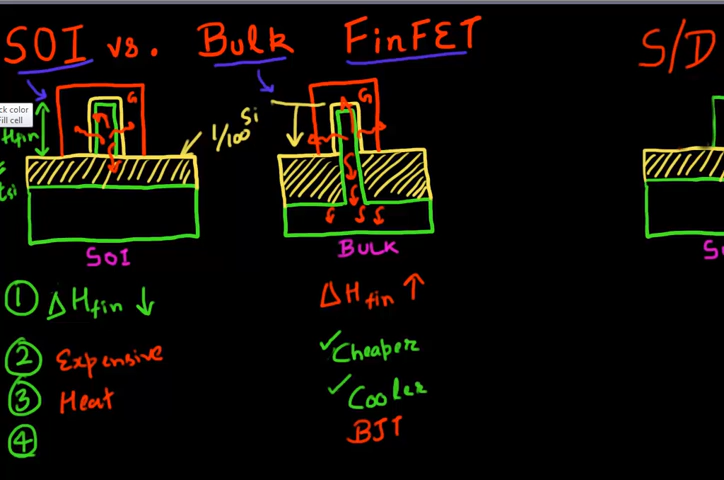 SOI vs. Bulk FinFET
S/D
ck color
Fill cell
Hfin
tsi
G
1/100 Si
G
SOI
BULK
① ΔHfin ↓
ΔHfin ↑
② Expensive
✓Cheaper
③ Heat
✓Cooler
④
BJT